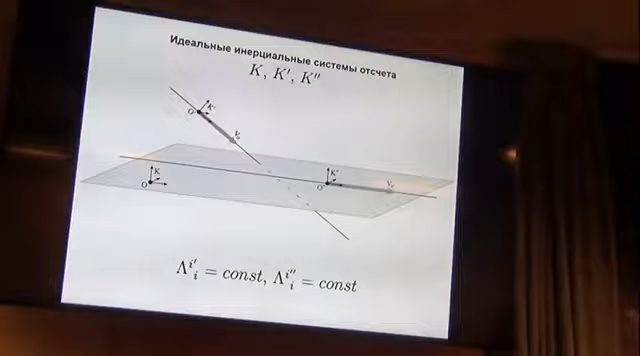 Идеальные инерциальные системы отсчета
K, K′, K″
K'
O'
K
O
K"
O"
Λ^{i′}_i = const, Λ^{i″}_i = const